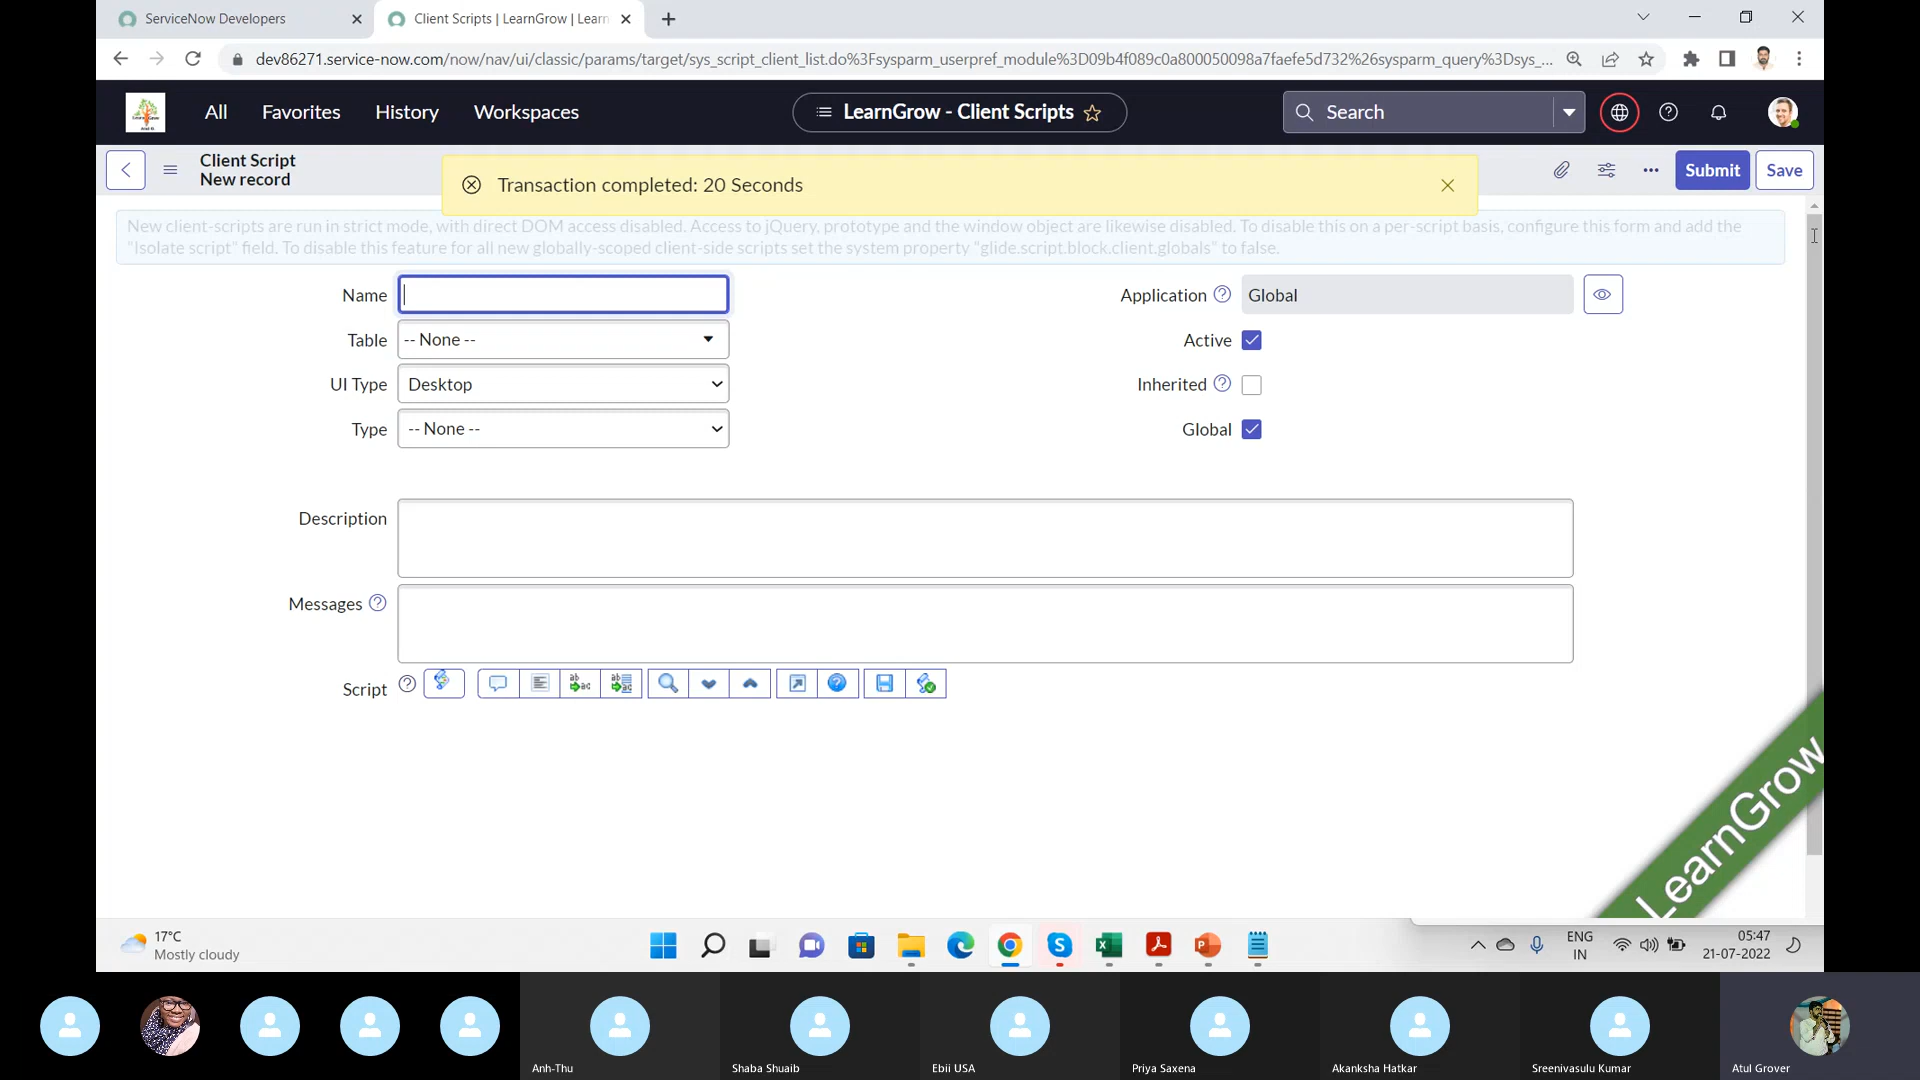 ServiceNow Developers
Client Scripts | LearnGrow | Learn
dev86271.service-now.com/now/nav/ui/classic/params/target/sys_script_client_list.do%3Fsysparm_userpref_module%3D09b4f089c0a800050098a7faefe5d732%26sysparm_query%3Dsys_...
All
Favorites
History
Workspaces
LearnGrow - Client Scripts
Search
Client Script
New record
Transaction completed: 20 Seconds
Submit
Save
New client-scripts are run in strict mode, with direct DOM access disabled. Access to jQuery, prototype and the window object are likewise disabled. To disable this on a per-script basis, configure this form and add the
"Isolate script" field. To disable this feature for all new globally-scoped client-side scripts set the system property "glide.script.block.client.globals" to false.
Name
Application
Global
Table
-- None --
Active
UI Type
Desktop
Inherited
Type
-- None --
Global
Description
Messages
Script
LearnGrow
17°C
Mostly cloudy
ENG
IN
05:47
21-07-2022
Anh-Thu
Shaba Shuaib
Ebii USA
Priya Saxena
Akanksha Hatkar
Sreenivasulu Kumar
Atul Grover